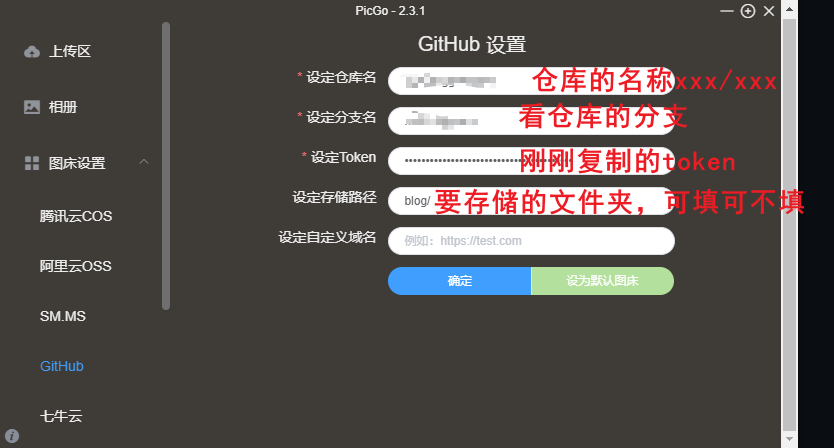 PicGo - 2.3.1
上传区
相册
图床设置
腾讯云COS
阿里云OSS
SM.MS
GitHub
七牛云
GitHub 设置
* 设定仓库名
仓库的名称xxx/xxx
* 设定分支名
看仓库的分支
* 设定Token
刚刚复制的token
设定存储路径
blog/
要存储的文件夹，可填可不填
设定自定义域名
例如：https://test.com
确定
设为默认图床